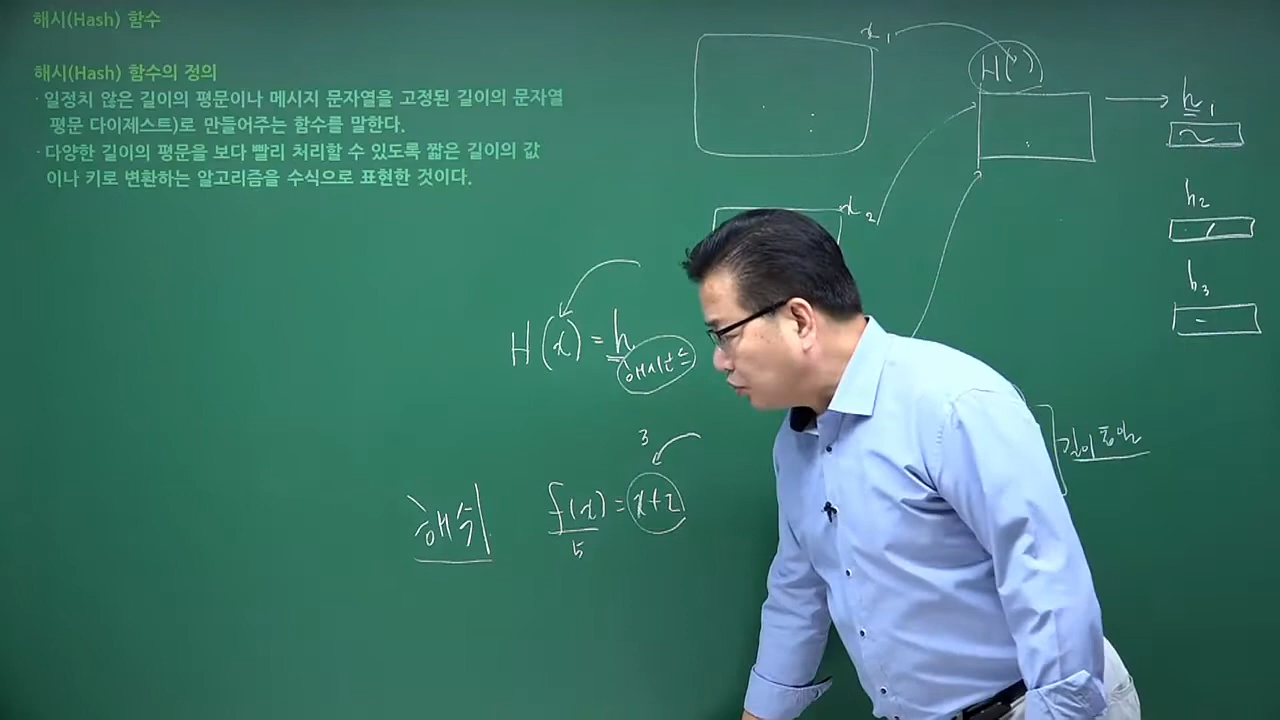 해시(Hash) 함수
해시(Hash) 함수의 정의
· 일정치 않은 길이의 평문이나 메시지 문자열을 고정된 길이의 문자열
평문 다이제스트)로 만들어주는 함수를 말한다.
· 다양한 길이의 평문을 보다 빨리 처리할 수 있도록 짧은 길이의 값
이나 키로 변환하는 알고리즘을 수식으로 표현한 것이다.
x1
H( )
h1
x2
h2
h3
H(x) = h
3
길이 동일
해쉬
f(x) = x+2
5